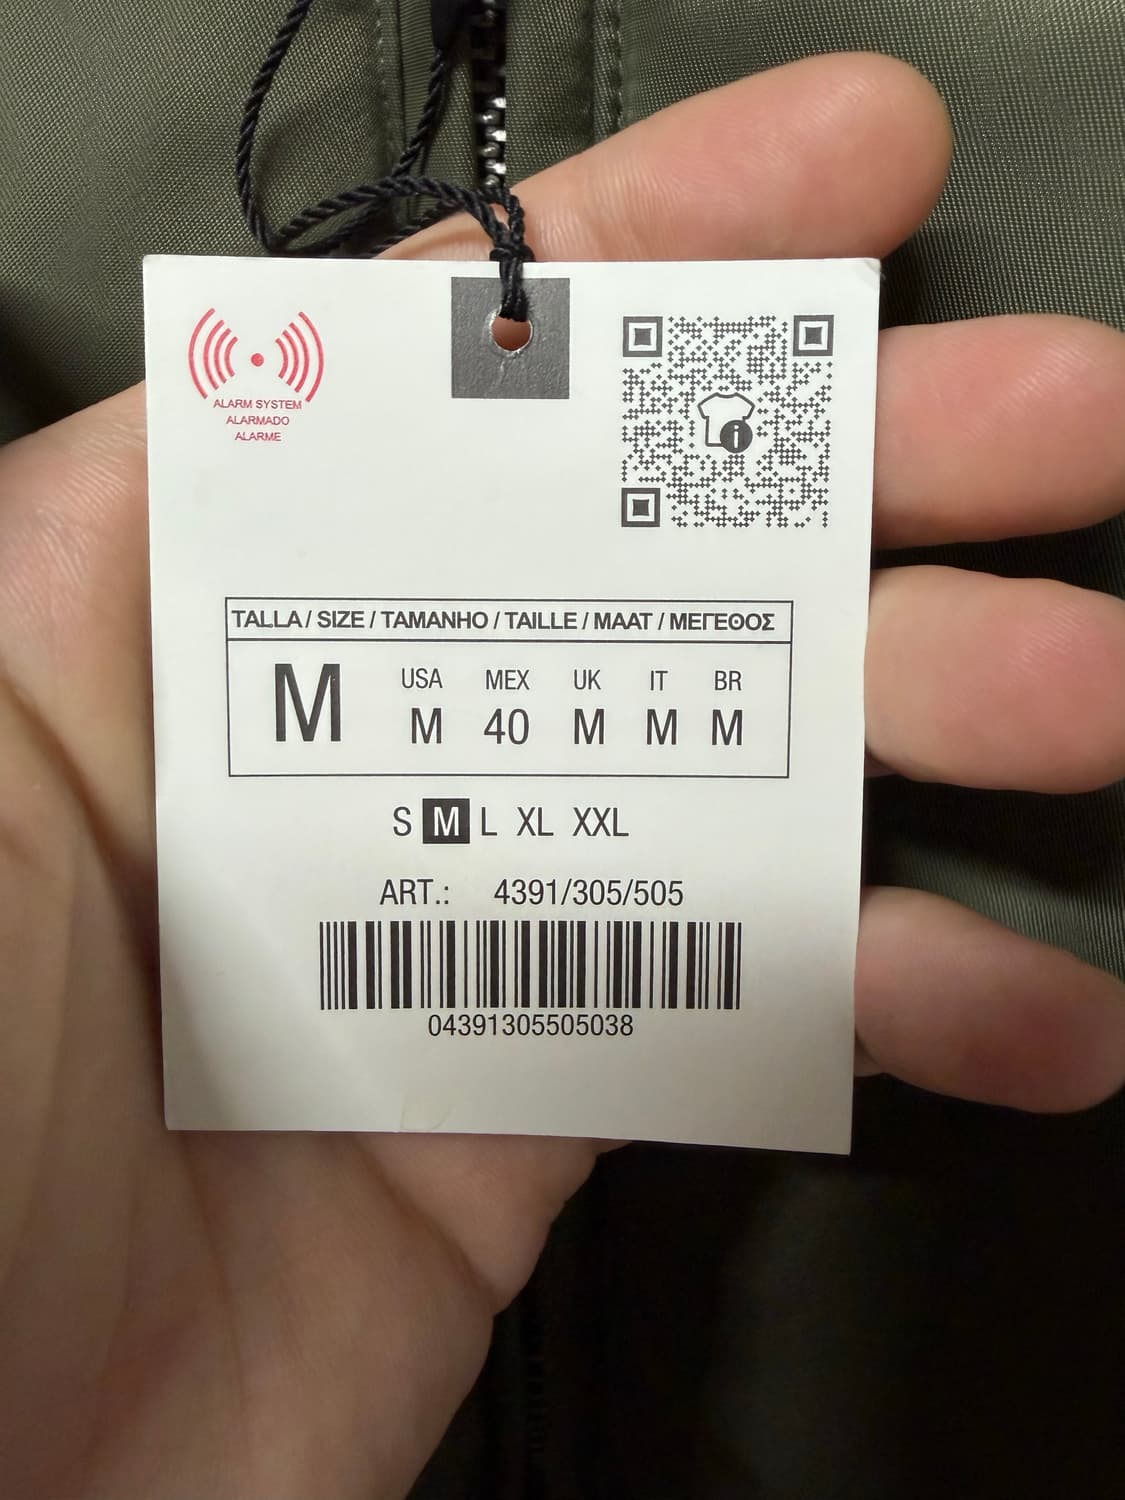 ALARM SYSTEM
ALARMADO
ALARME
i
TALLA / SIZE / TAMANHO / TAILLE / MAAT / ΜΕΓΕΘΟΣ
M
USA MEX UK IT BR
M 40 M M M
S M L XL XXL
ART.: 4391/305/505
04391305505038